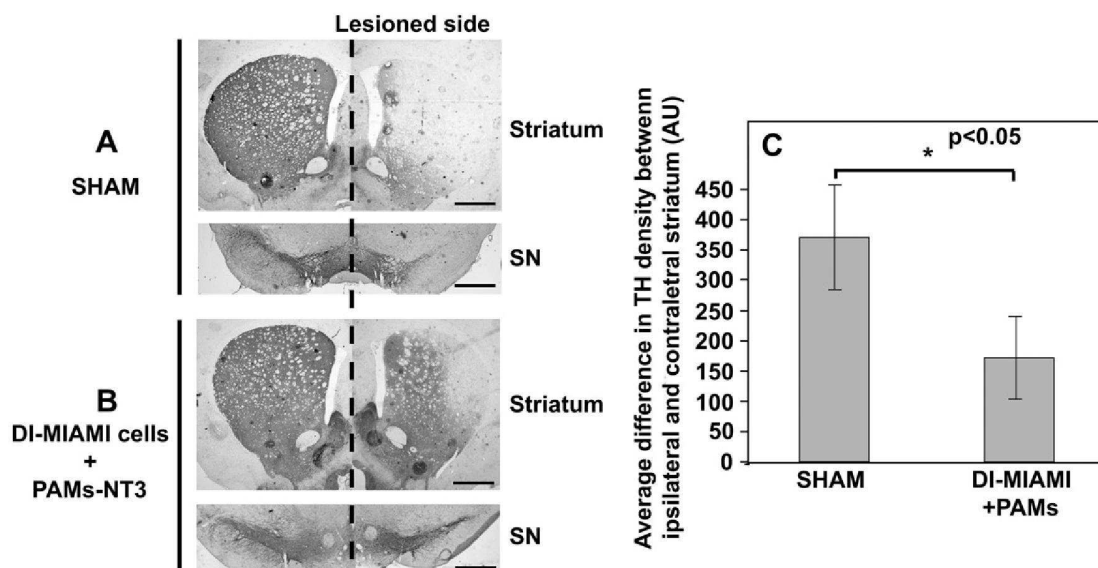 Lesioned side
A
SHAM
Striatum
SN
B
DI-MIAMI cells
+
PAMs-NT3
Striatum
SN
C
p<0.05
*
Average difference in TH density betwenn
ipsilateral and contraletral striatum (AU)
450
400
350
300
250
200
150
100
50
0
SHAM
DI-MIAMI
+PAMs